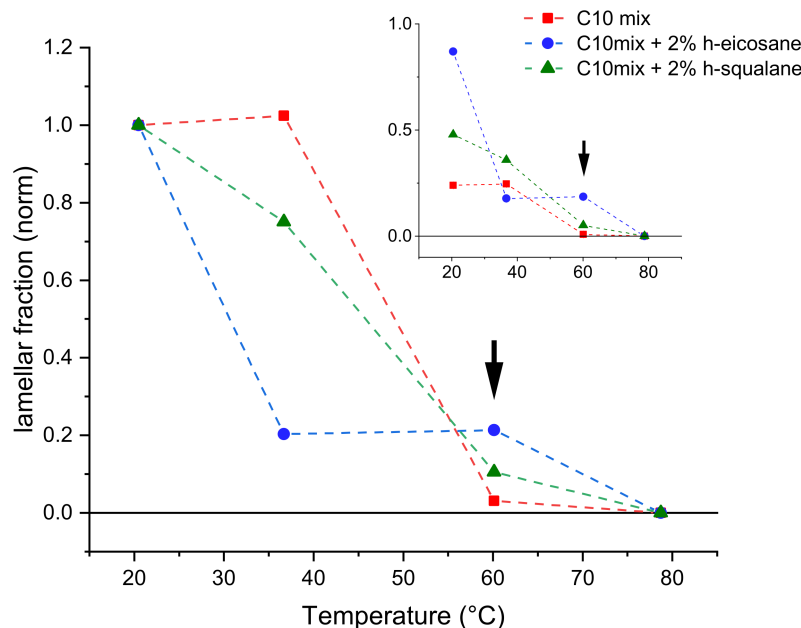 C10 mix
C10mix + 2% h-eicosane
C10mix + 2% h-squalane
1.0
0.5
0.0
20 40 60 80
lamellar fraction (norm)
1.2
1.0
0.8
0.6
0.4
0.2
0.0
20 30 40 50 60 70 80
Temperature (°C)